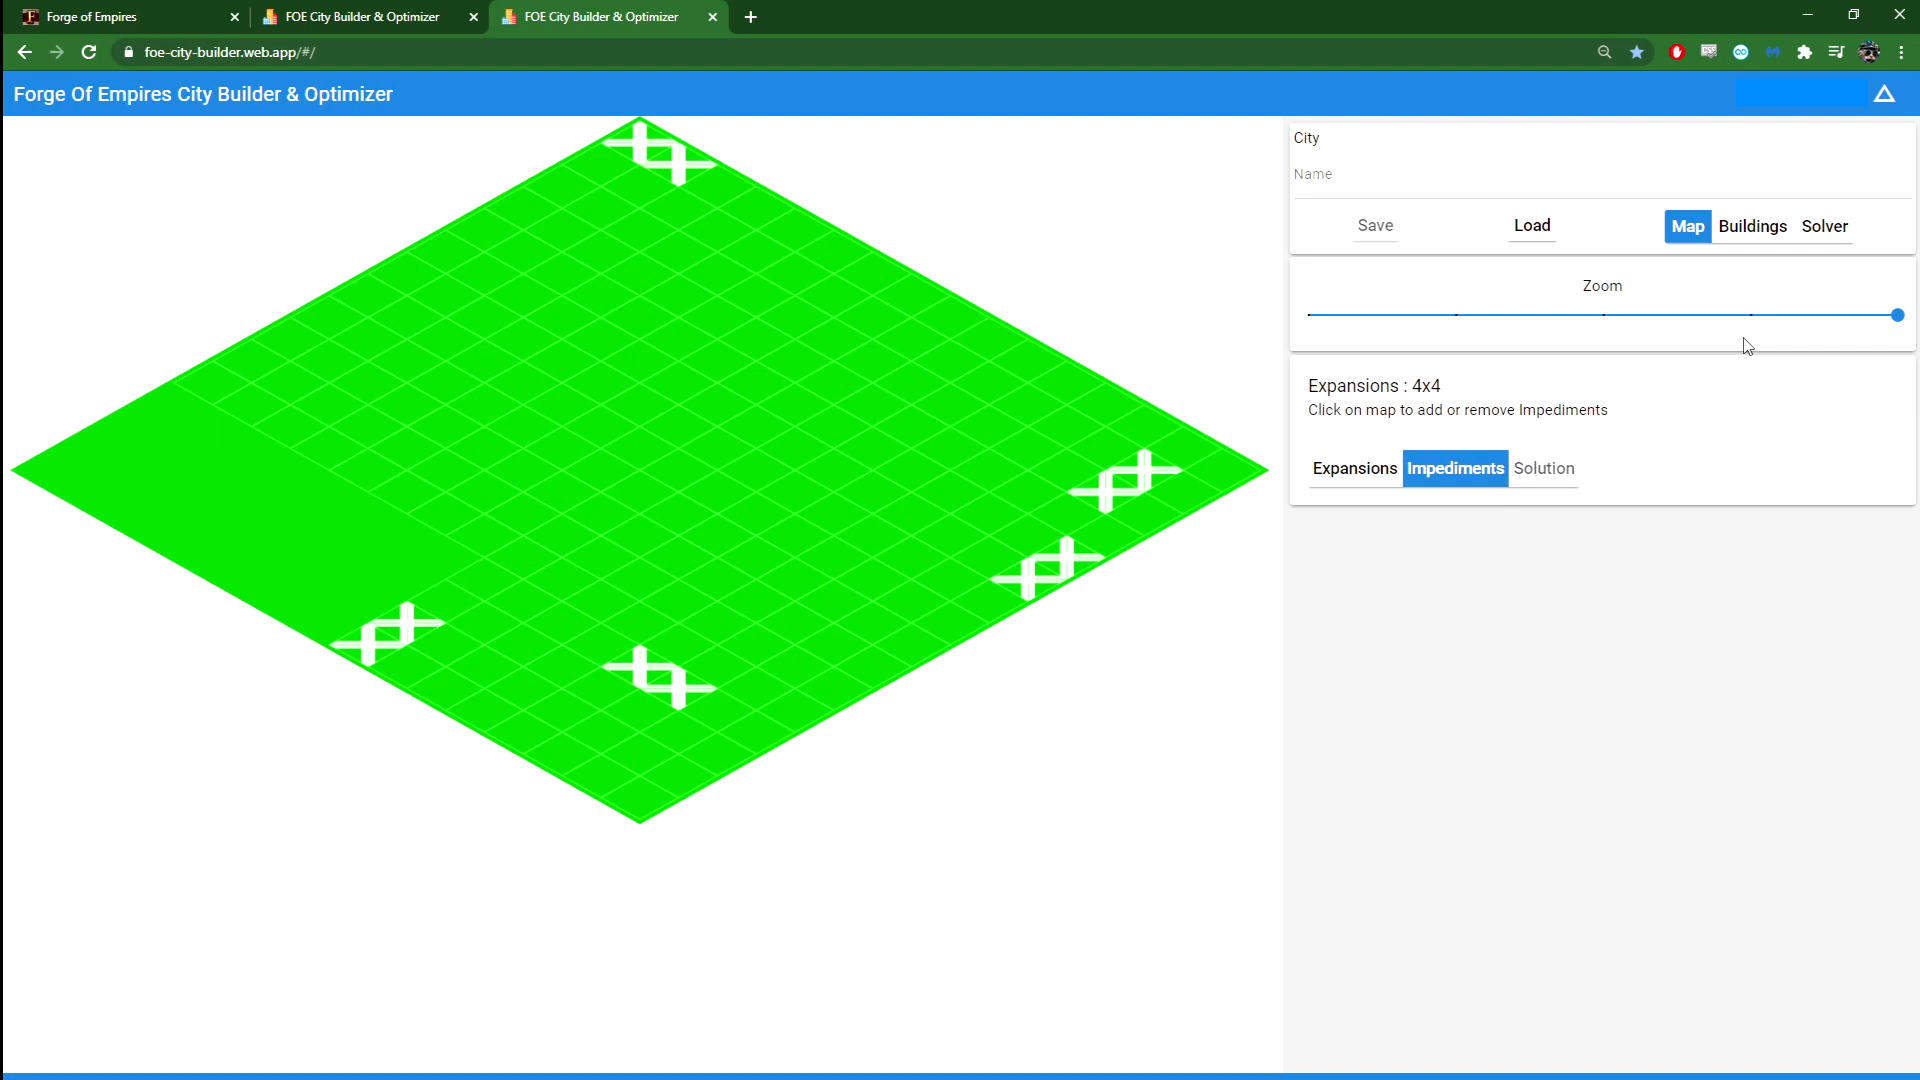 Forge of Empires
FOE City Builder & Optimizer
FOE City Builder & Optimizer
foe-city-builder.web.app/#/
Forge Of Empires City Builder & Optimizer
City
Name
Save Load Map Buildings Solver
Zoom
Expansions : 4x4
Click on map to add or remove Impediments
Expansions Impediments Solution